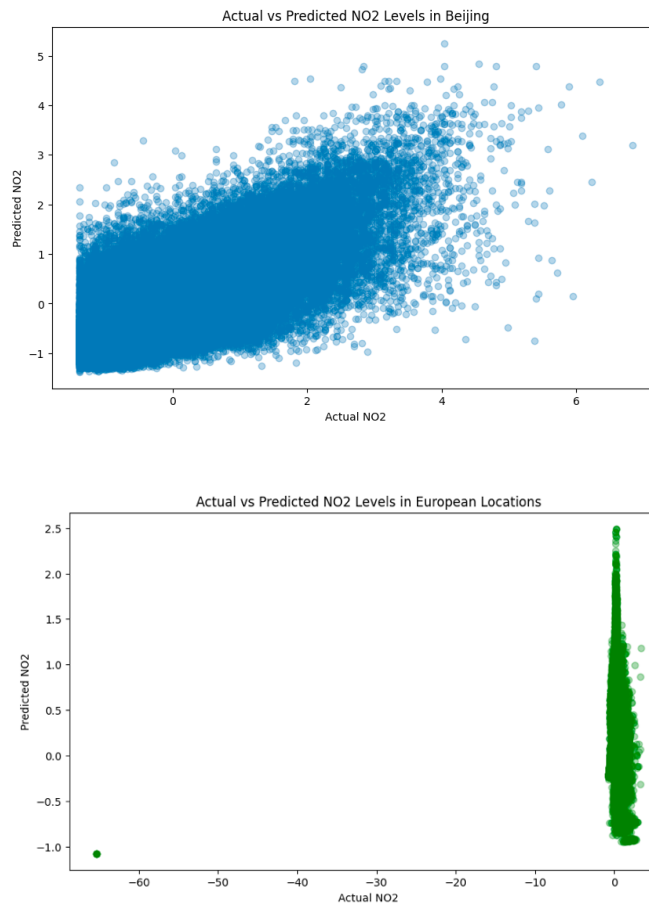 Actual vs Predicted NO2 Levels in Beijing
5
4
3
2
1
0
−1
Predicted NO2
0 2 4 6
Actual NO2
Actual vs Predicted NO2 Levels in European Locations
2.5
2.0
1.5
1.0
0.5
0.0
−0.5
−1.0
Predicted NO2
−60 −50 −40 −30 −20 −10 0
Actual NO2